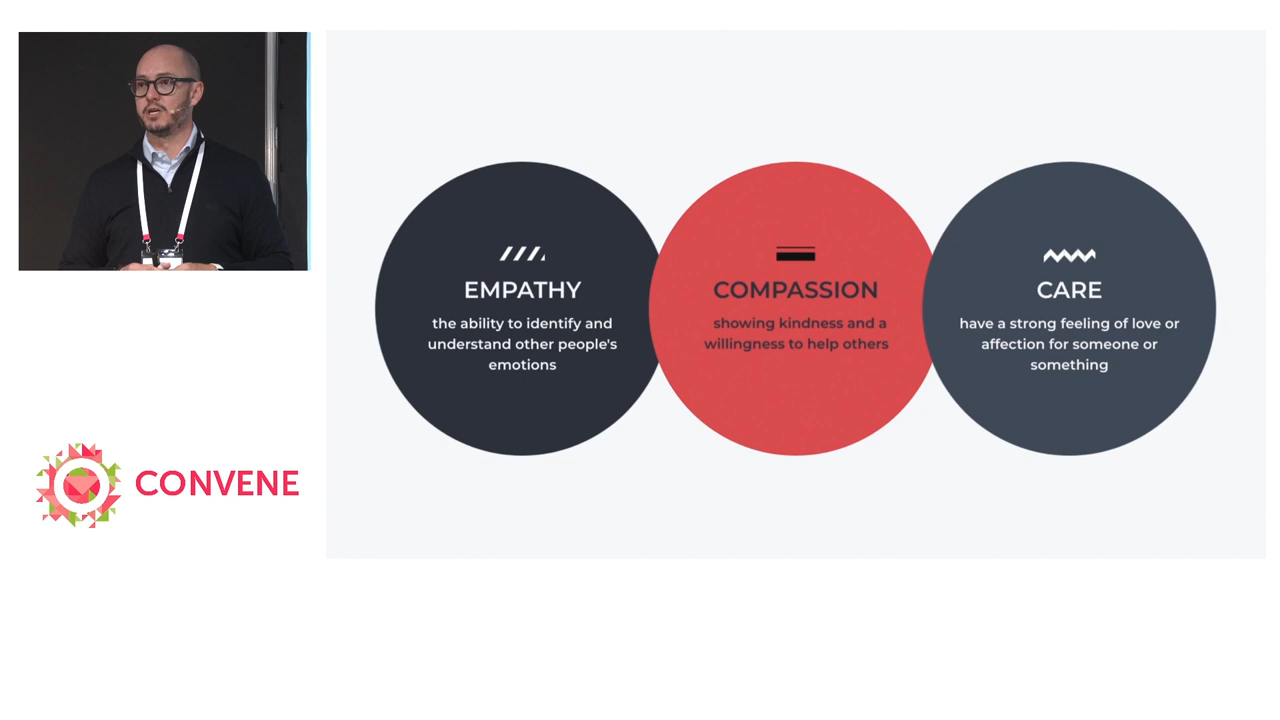 EMPATHY
the ability to identify and
understand other people's
emotions
COMPASSION
showing kindness and a
willingness to help others
CARE
have a strong feeling of love or
affection for someone or
something
CONVENE